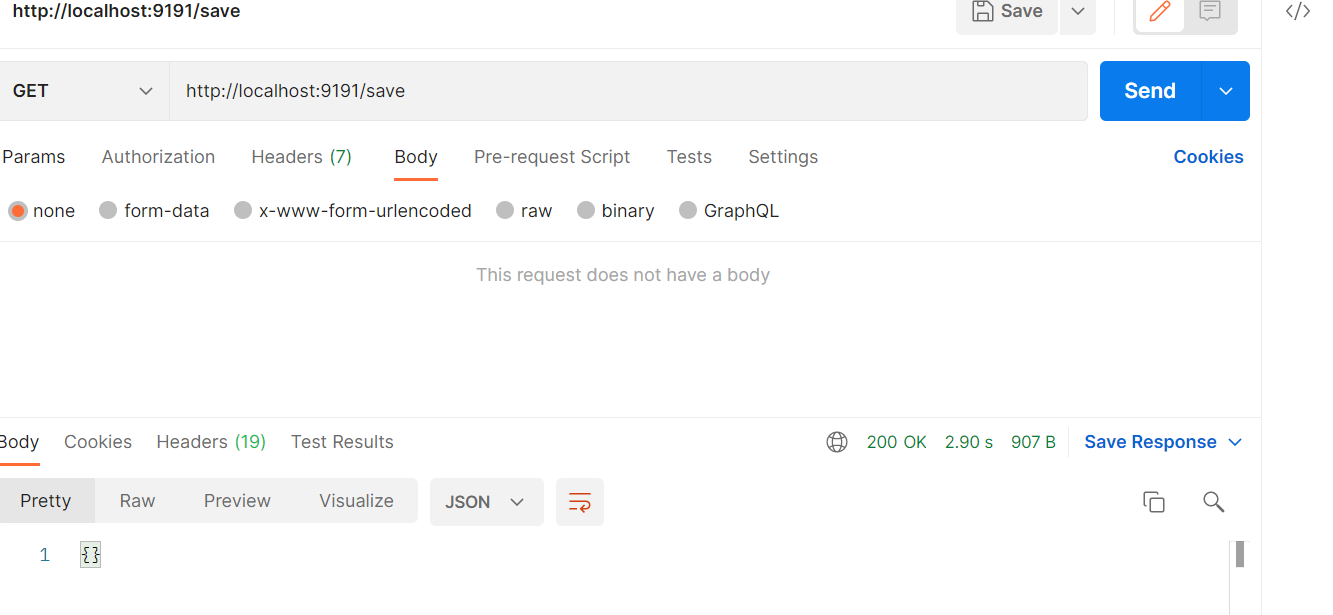 http://localhost:9191/save
Save
</>
GET
http://localhost:9191/save
Send
Params Authorization Headers (7) Body Pre-request Script Tests Settings Cookies
none form-data x-www-form-urlencoded raw binary GraphQL
This request does not have a body
Body Cookies Headers (19) Test Results 200 OK 2.90 s 907 B Save Response
Pretty Raw Preview Visualize JSON
1 {}